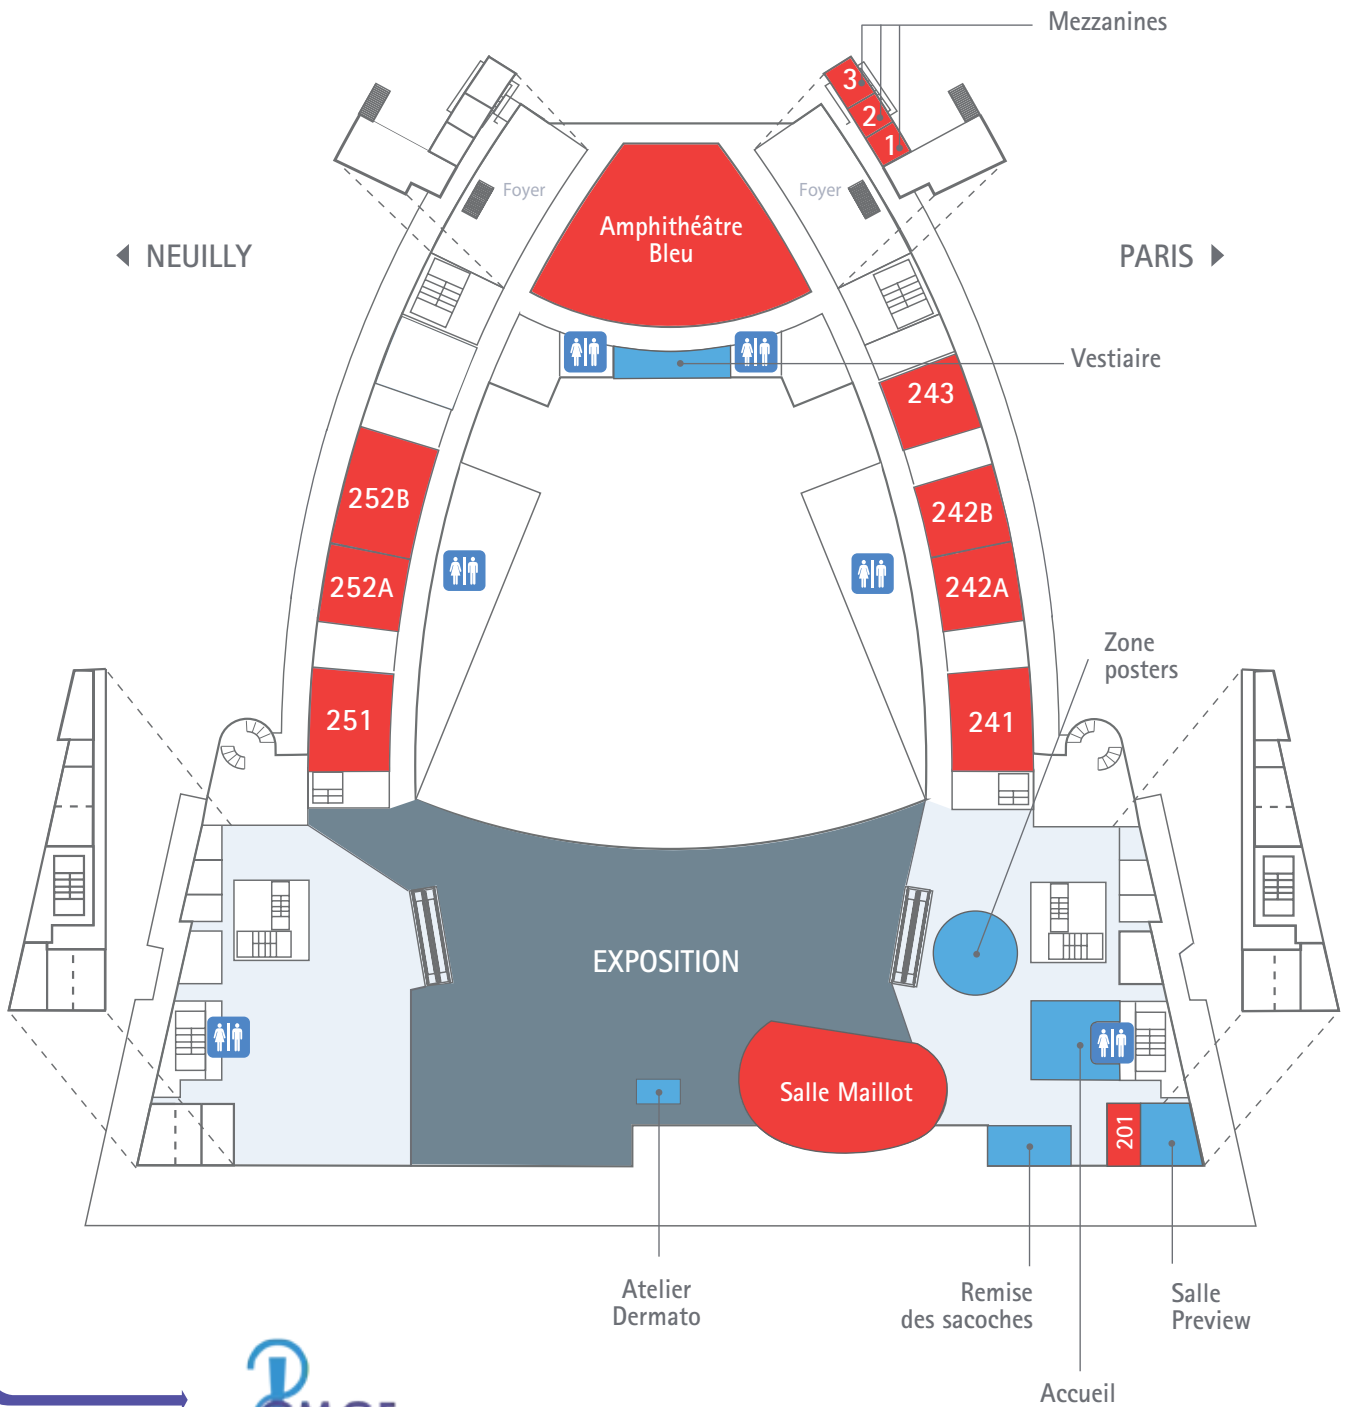 Mezzanines
3
2
1
Foyer
Foyer
Amphithéâtre
Bleu
NEUILLY
PARIS
Vestiaire
243
252B
242B
252A
242A
Zone
posters
251
241
EXPOSITION
Salle Maillot
201
Atelier
Dermato
Remise
des sacoches
Salle
Preview
Accueil